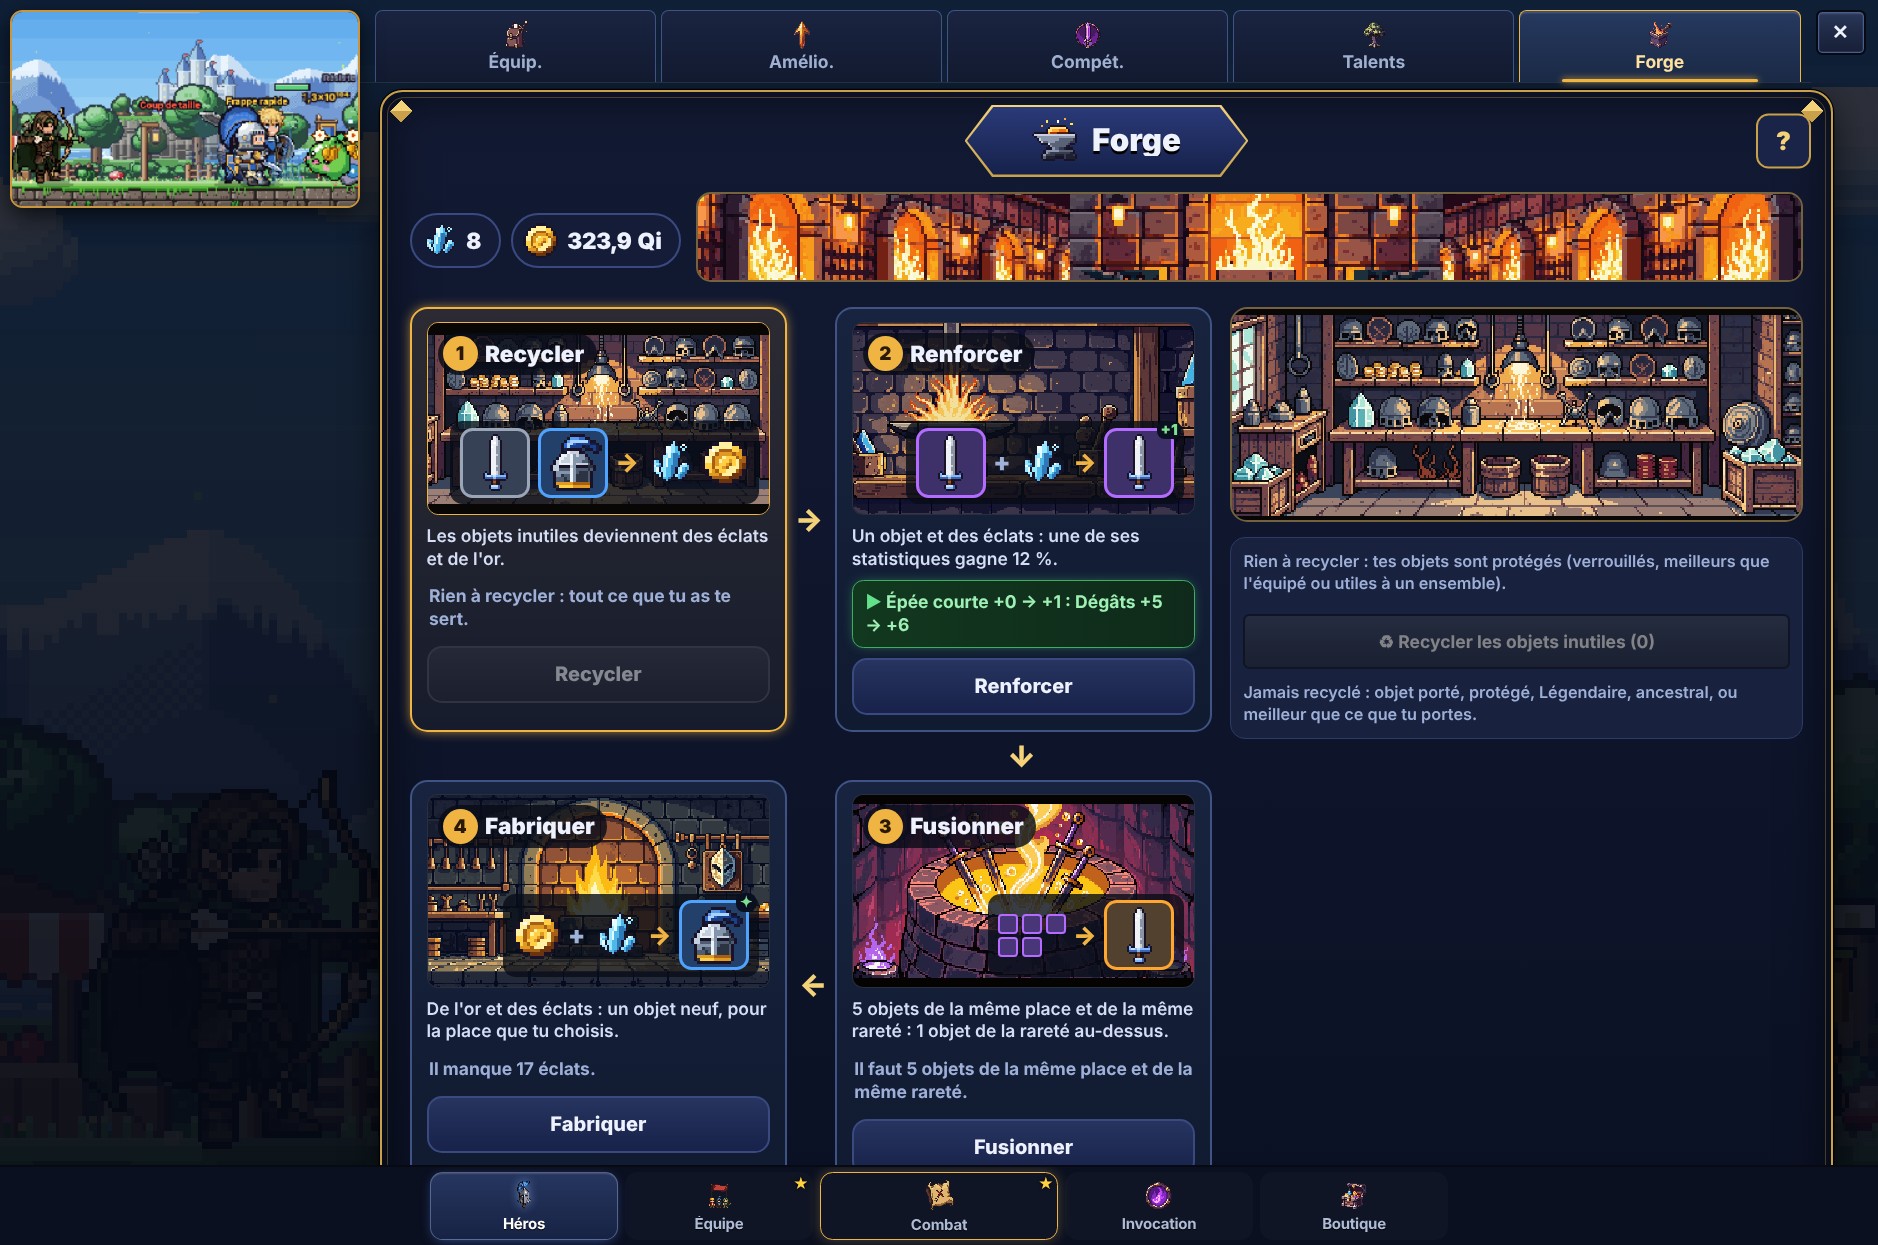 Équip.
Amélio.
Compét.
Talents
Forge
×
Coup de taille
Frappe rapide
Forge
?
8
323,9 Qi
1 Recycler
Les objets inutiles deviennent des éclats
et de l'or.
Rien à recycler : tout ce que tu as te
sert.
Recycler
2 Renforcer
+1
Un objet et des éclats : une de ses
statistiques gagne 12 %.
▶ Épée courte +0 → +1 : Dégâts +5
→ +6
Renforcer
Rien à recycler : tes objets sont protégés (verrouillés, meilleurs que
l'équipé ou utiles à un ensemble).
♻ Recycler les objets inutiles (0)
Jamais recyclé : objet porté, protégé, Légendaire, ancestral, ou
meilleur que ce que tu portes.
4 Fabriquer
De l'or et des éclats : un objet neuf, pour
la place que tu choisis.
Il manque 17 éclats.
Fabriquer
3 Fusionner
5 objets de la même place et de la même
rareté : 1 objet de la rareté au-dessus.
Il faut 5 objets de la même place et de la
même rareté.
Fusionner
Héros
Équipe
Combat
Invocation
Boutique